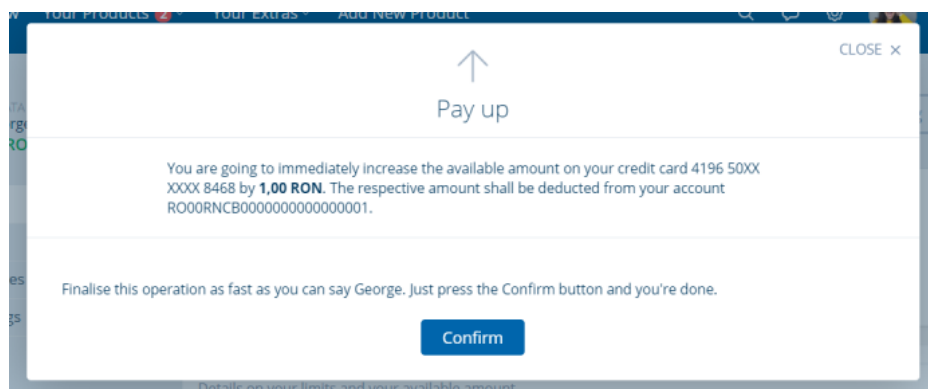 Your Products 2 Your Extras Add New Product
CLOSE ×
Pay up
You are going to immediately increase the available amount on your credit card 4196 50XX
XXXX 8468 by 1,00 RON. The respective amount shall be deducted from your account
RO00RNCB0000000000000001.
Finalise this operation as fast as you can say George. Just press the Confirm button and you're done.
Confirm
Details on your limits and your available amount